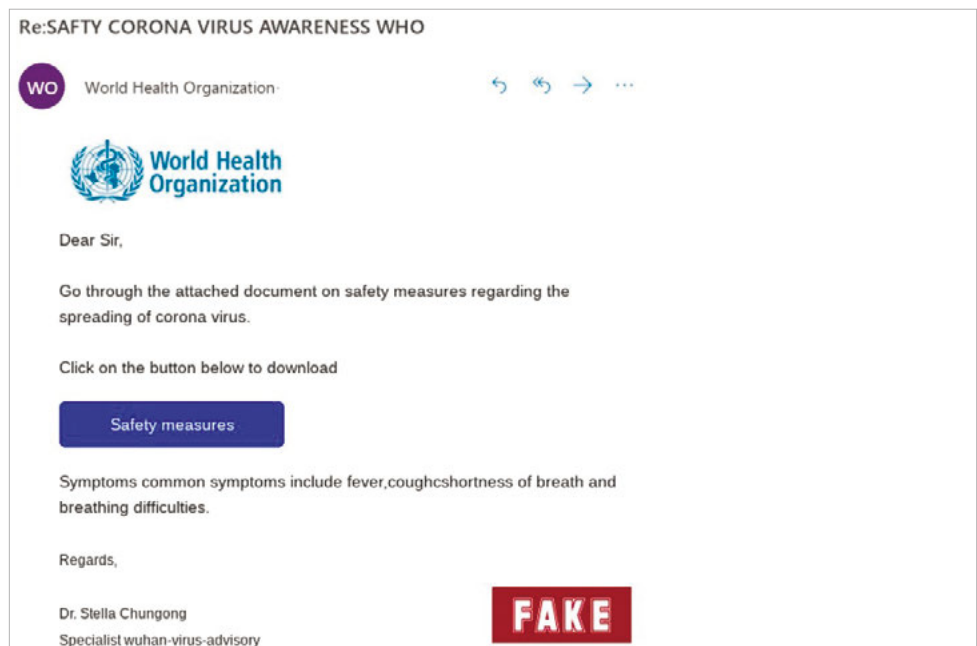 Re:SAFTY CORONA VIRUS AWARENESS WHO
WO
World Health Organization
World Health
Organization
Dear Sir,
Go through the attached document on safety measures regarding the
spreading of corona virus.
Click on the button below to download
Safety measures
Symptoms common symptoms include fever,coughcshortness of breath and
breathing difficulties.
Regards,
Dr. Stella Chungong
Specialist wuhan-virus-advisory
FAKE